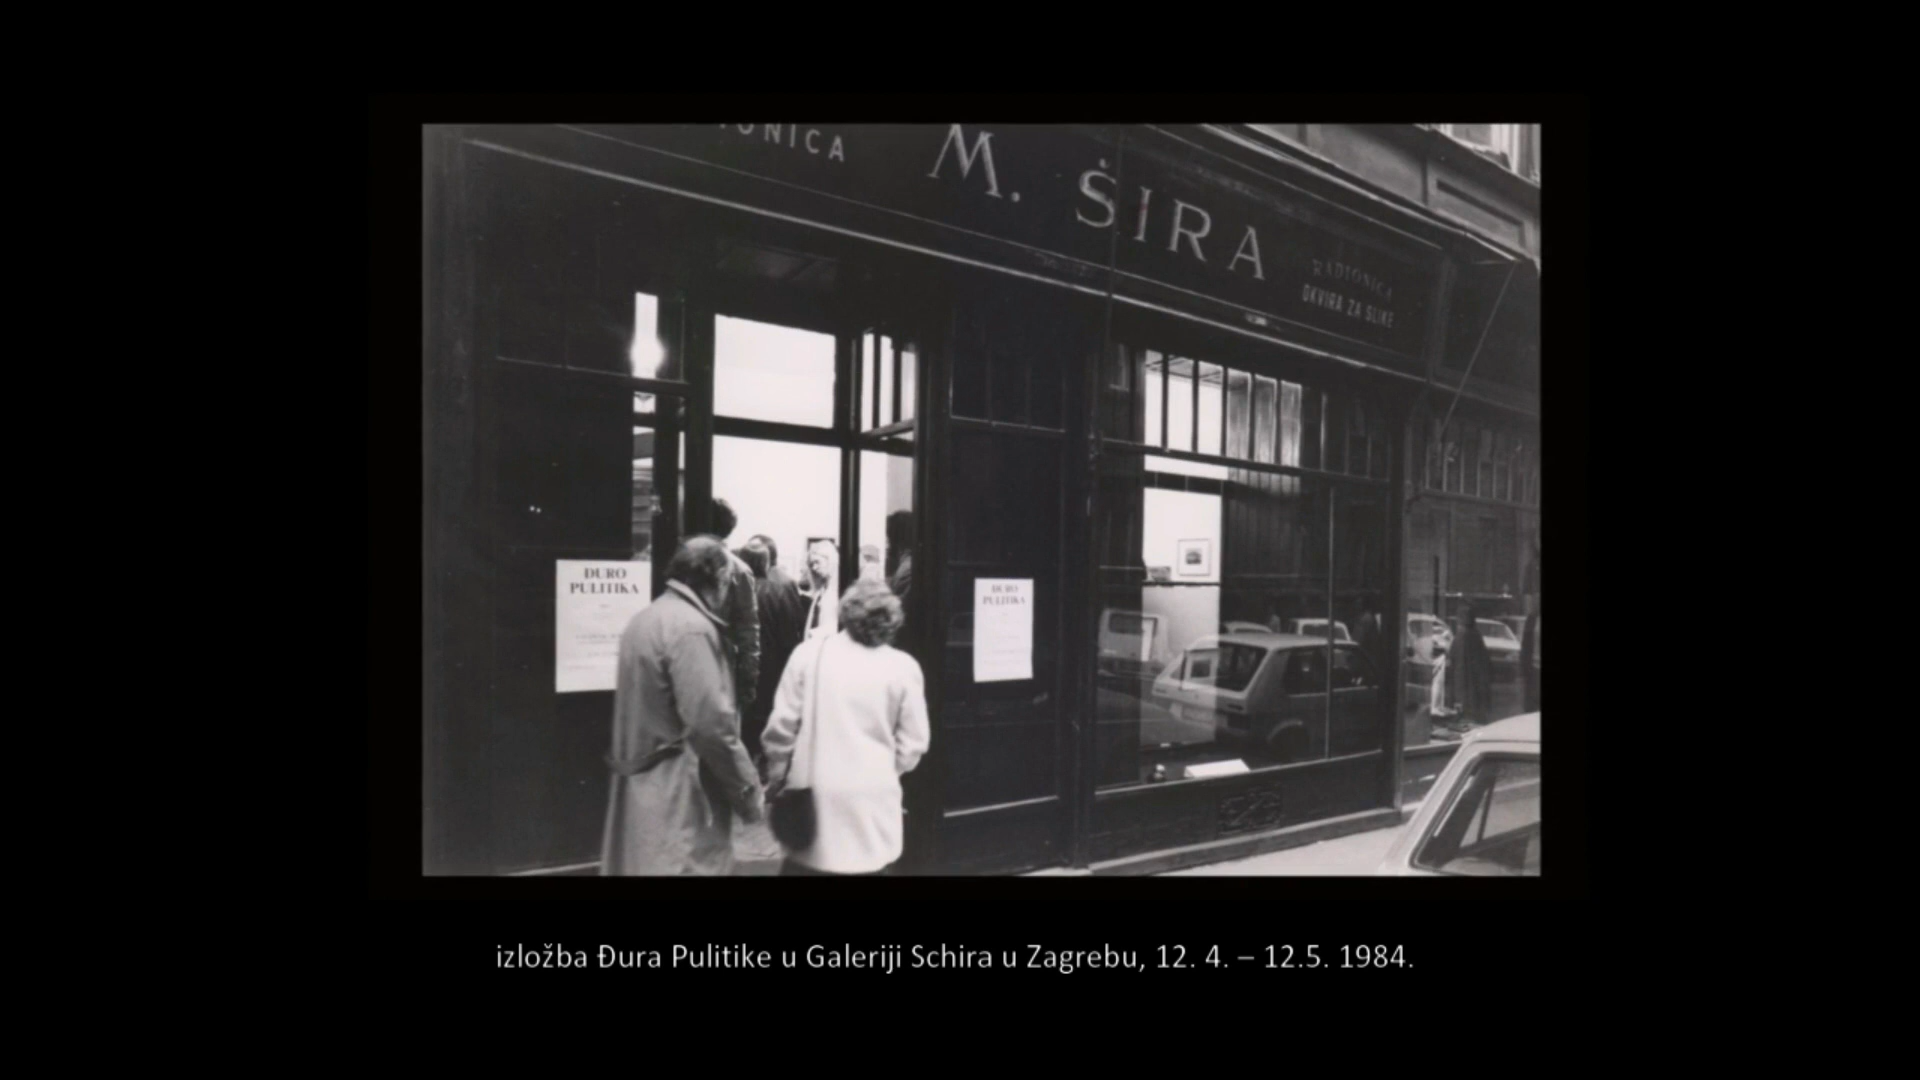 M. ŠIRA
RADIONICA
OKVIRA ZA SLIKE
ĐURO
PULITIKA
ĐURO
PULITIKA
izložba Đura Pulitike u Galeriji Schira u Zagrebu, 12. 4. – 12.5. 1984.